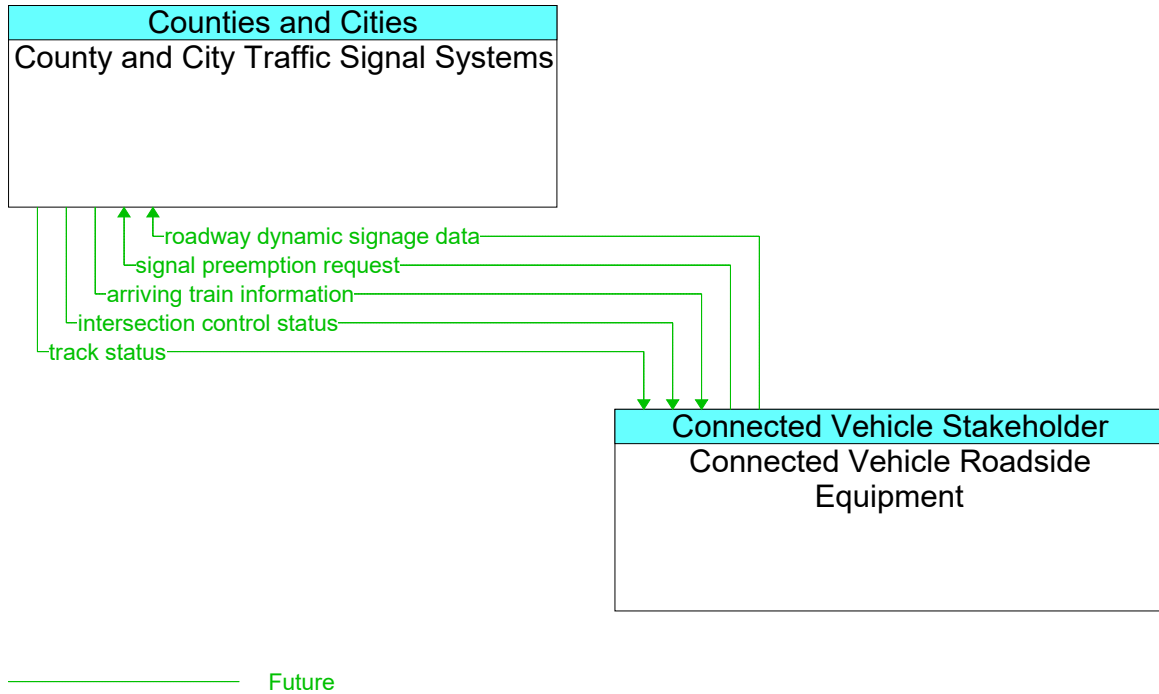 Counties and Cities
County and City Traffic Signal Systems
roadway dynamic signage data
signal preemption request
arriving train information
intersection control status
track status
Connected Vehicle Stakeholder
Connected Vehicle Roadside
Equipment
Future